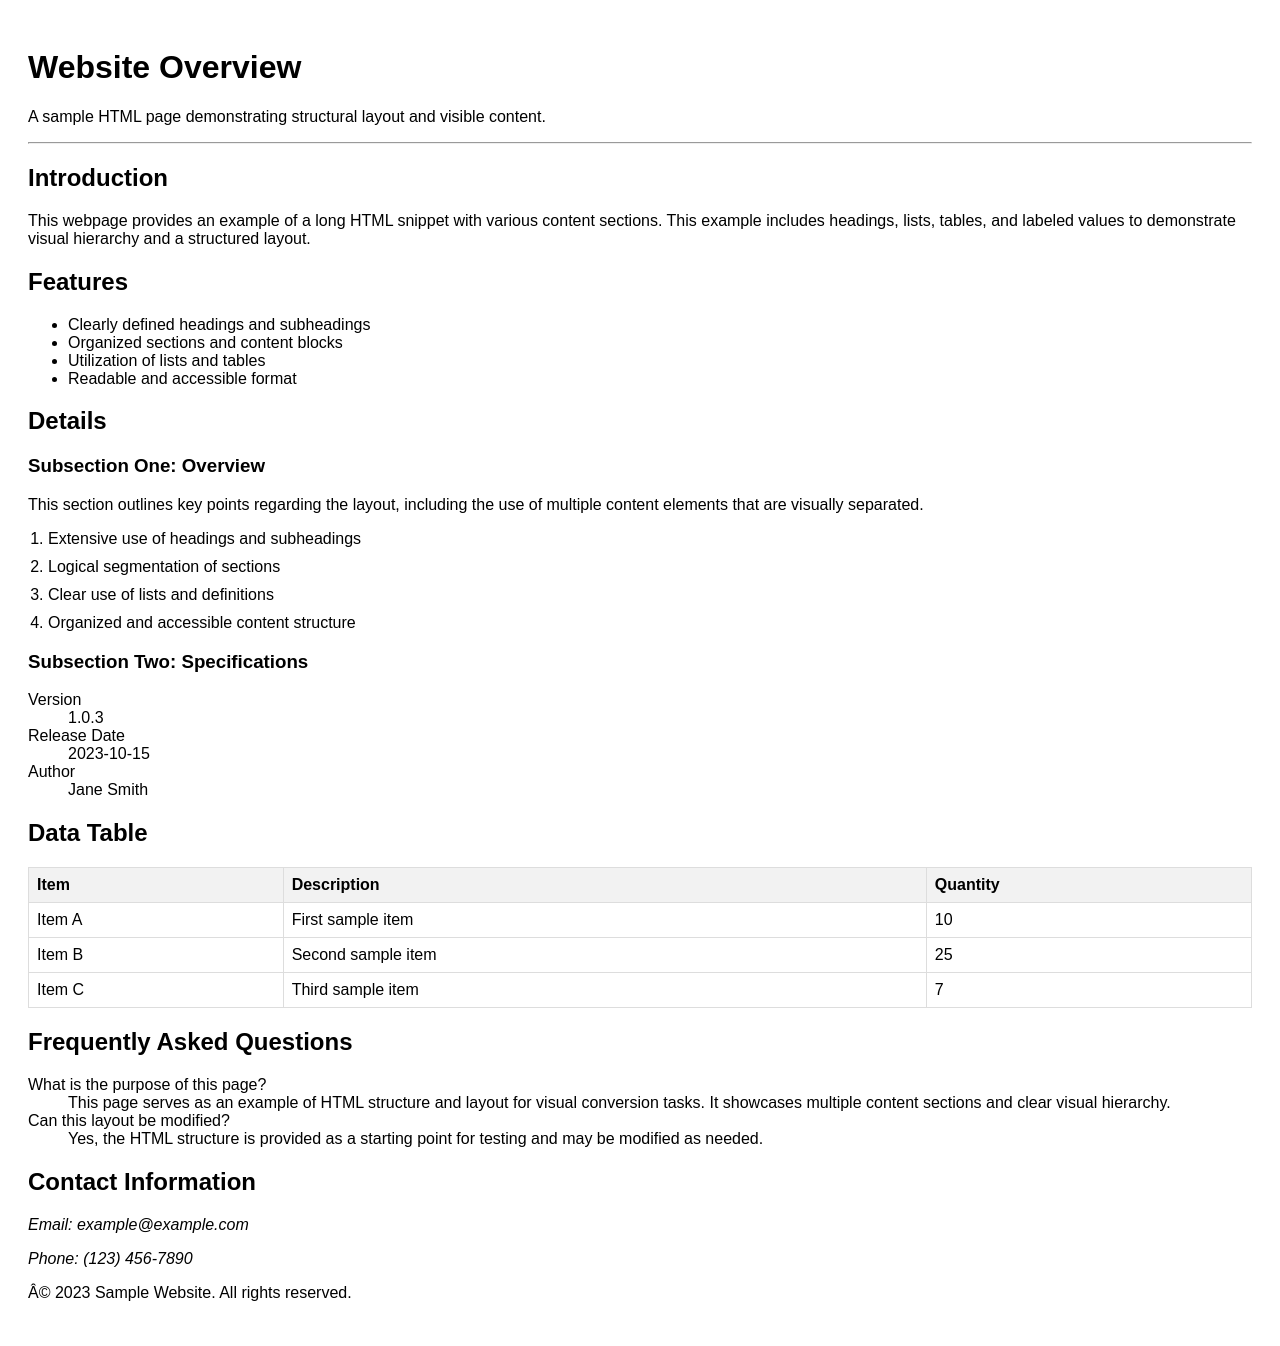 Website Overview
A sample HTML page demonstrating structural layout and visible content.
Introduction
This webpage provides an example of a long HTML snippet with various content sections. This example includes headings, lists, tables, and labeled values to demonstrate
visual hierarchy and a structured layout.
Features
• Clearly defined headings and subheadings
• Organized sections and content blocks
• Utilization of lists and tables
• Readable and accessible format
Details
Subsection One: Overview
This section outlines key points regarding the layout, including the use of multiple content elements that are visually separated.
1. Extensive use of headings and subheadings
2. Logical segmentation of sections
3. Clear use of lists and definitions
4. Organized and accessible content structure
Subsection Two: Specifications
Version
1.0.3
Release Date
2023-10-15
Author
Jane Smith
Data Table
Item Description Quantity
Item A First sample item 10
Item B Second sample item 25
Item C Third sample item 7
Frequently Asked Questions
What is the purpose of this page?
This page serves as an example of HTML structure and layout for visual conversion tasks. It showcases multiple content sections and clear visual hierarchy.
Can this layout be modified?
Yes, the HTML structure is provided as a starting point for testing and may be modified as needed.
Contact Information
Email: example@example.com
Phone: (123) 456-7890
Â© 2023 Sample Website. All rights reserved.